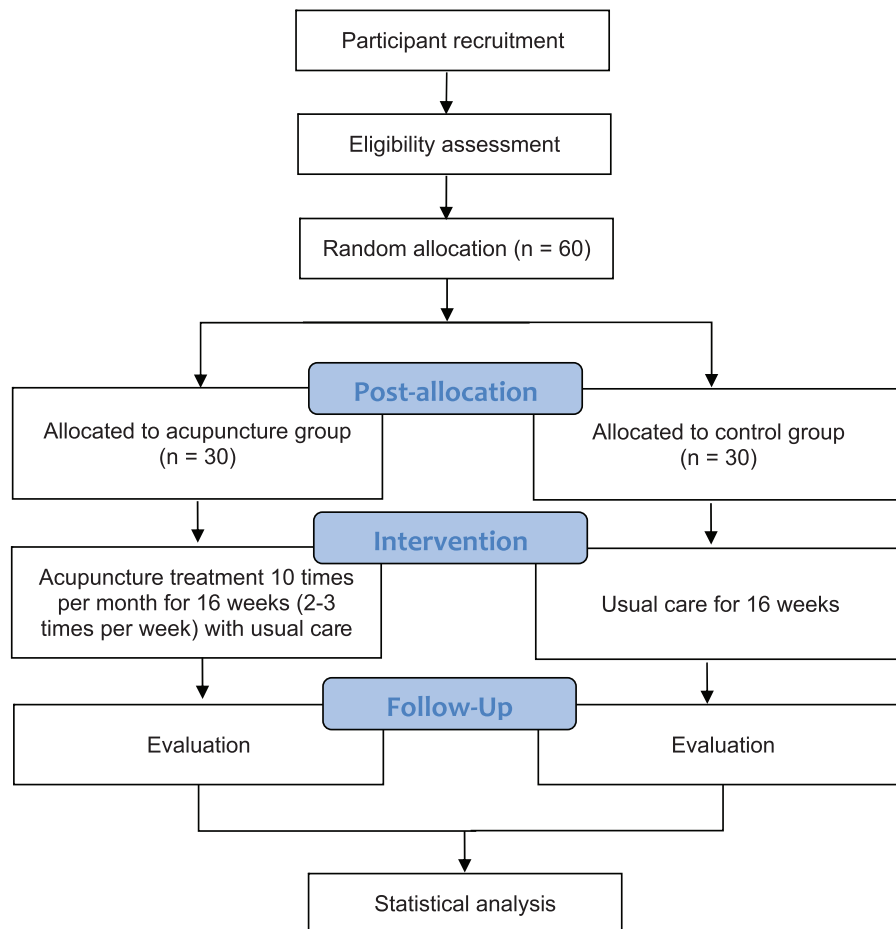 Participant recruitment
Eligibility assessment
Random allocation (n = 60)
Post-allocation
Allocated to acupuncture group
(n = 30)
Allocated to control group
(n = 30)
Intervention
Acupuncture treatment 10 times
per month for 16 weeks (2-3
times per week) with usual care
Usual care for 16 weeks
Follow-Up
Evaluation
Evaluation
Statistical analysis